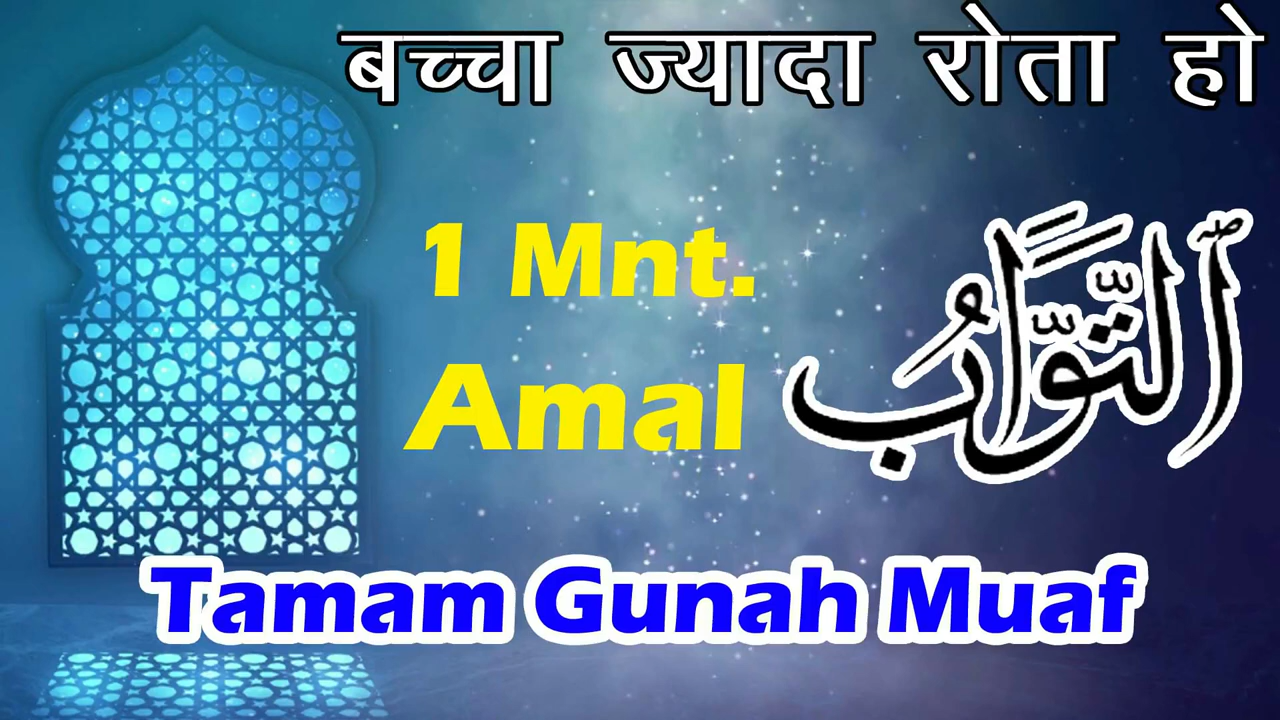 बच्चा ज्यादा रोता हो
1 Mnt.
Amal
ٱلتَّوَّابُ
Tamam Gunah Muaf